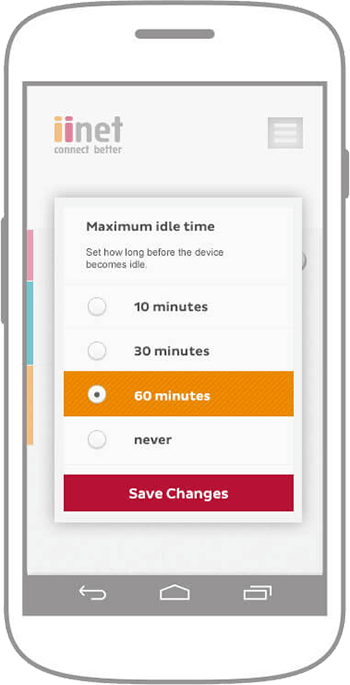 iinet
connect better
Maximum idle time
Set how long before the device
becomes idle.
10 minutes
30 minutes
60 minutes
never
Save Changes